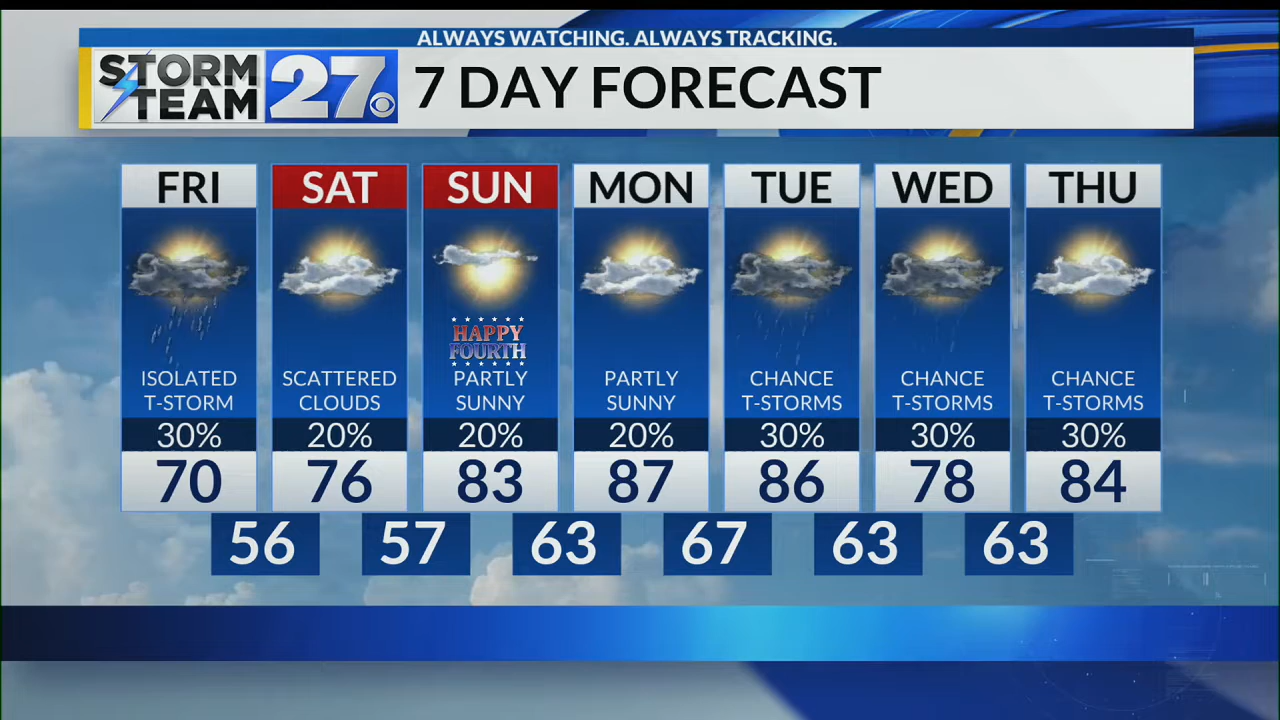 ALWAYS WATCHING. ALWAYS TRACKING.
STORM TEAM 27
7 DAY FORECAST
FRI SAT SUN MON TUE WED THU
HAPPY
FOURTH
ISOLATED SCATTERED PARTLY PARTLY CHANCE CHANCE CHANCE
T-STORM CLOUDS SUNNY SUNNY T-STORMS T-STORMS T-STORMS
30% 20% 20% 20% 30% 30% 30%
70 76 83 87 86 78 84
56 57 63 67 63 63